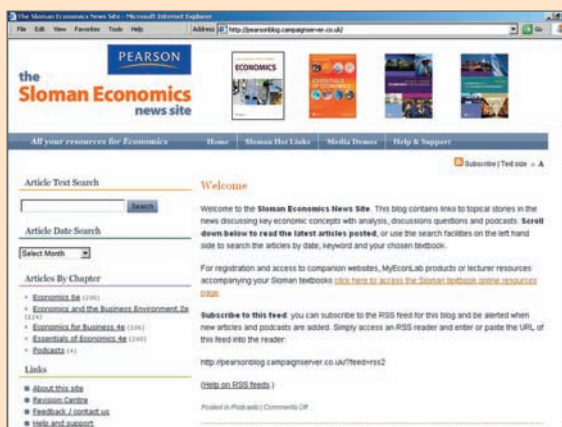 The Sloman Economics News Site - Microsoft Internet Explorer
File Edit View Favorites Tools Help Address http://pearsonblog.campaignserver.co.uk/ Go
PEARSON
the
Sloman Economics
news site
ECONOMICS
ESSENTIALS
OF ECONOMICS
All your resources for Economics Home Sloman Hot Links Media Demos Help & Support
Subscribe | Text size A A
Article Text Search
Search
Article Date Search
Select Month
Articles By Chapter
Economics 6e (290)
Economics and the Business Environment 2e
(224)
Economics for Business 4e (236)
Essentials of Economics 4e (230)
Podcasts (4)
Links
About this site
Revision Centre
Feedback / contact us
Help and support
Welcome
Welcome to the Sloman Economics News Site. This blog contains links to topical stories in the
news discussing key economic concepts with analysis, discussions questions and podcasts. Scroll
down below to read the latest articles posted, or use the search facilities on the left hand
side to search the articles by date, keyword and your chosen textbook.
For registration and access to companion websites, MyEconLab products or lecturer resources
accompanying your Sloman textbooks click here to access the Sloman textbook online resources
page.
Subscribe to this feed: you can subscribe to the RSS feed for this blog and be alerted when
new articles and podcasts are added. Simply access an RSS reader and enter or paste the URL of
this feed into the reader:
http://pearsonblog.campaignserver.co.uk/?feed=rss2
(Help on RSS feeds.)
Posted in Podcasts | Comments Off